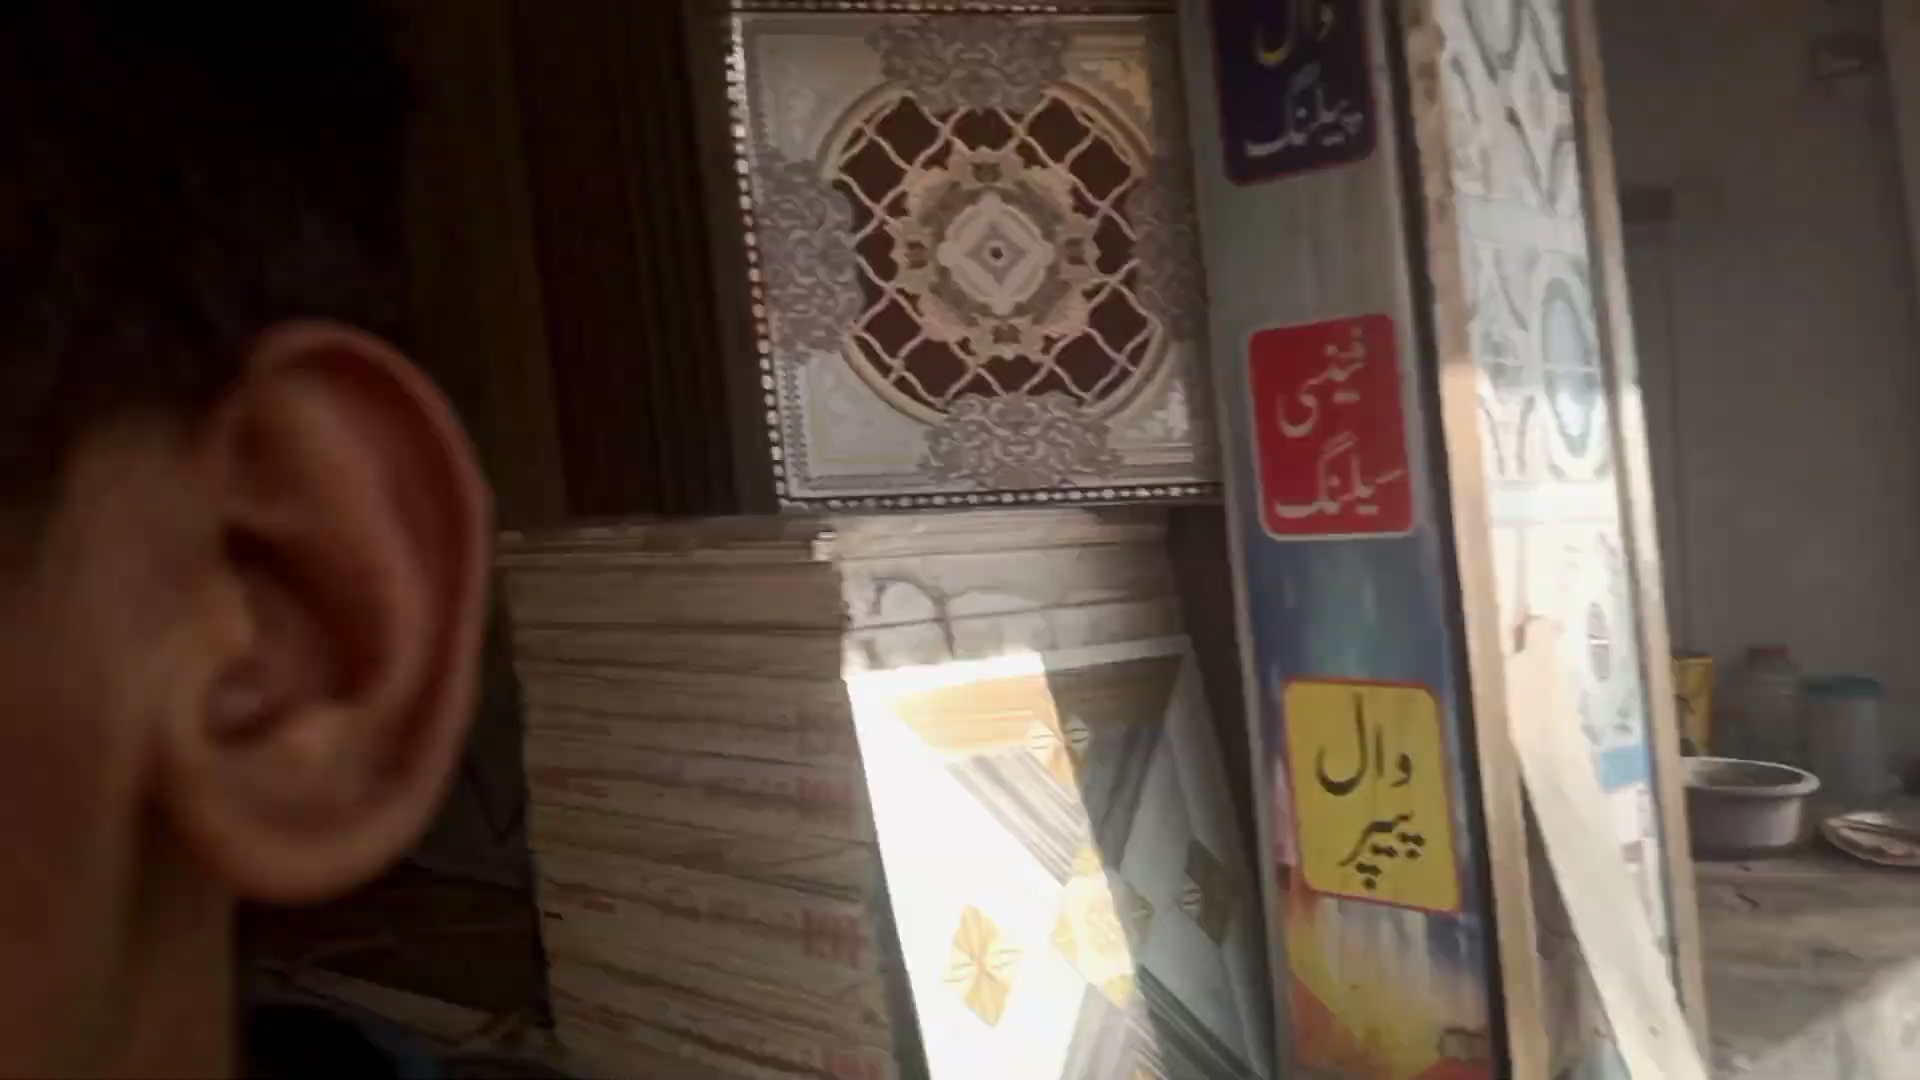 وال
پیلنگ
فینسی
سیلنگ
وال
پیپر